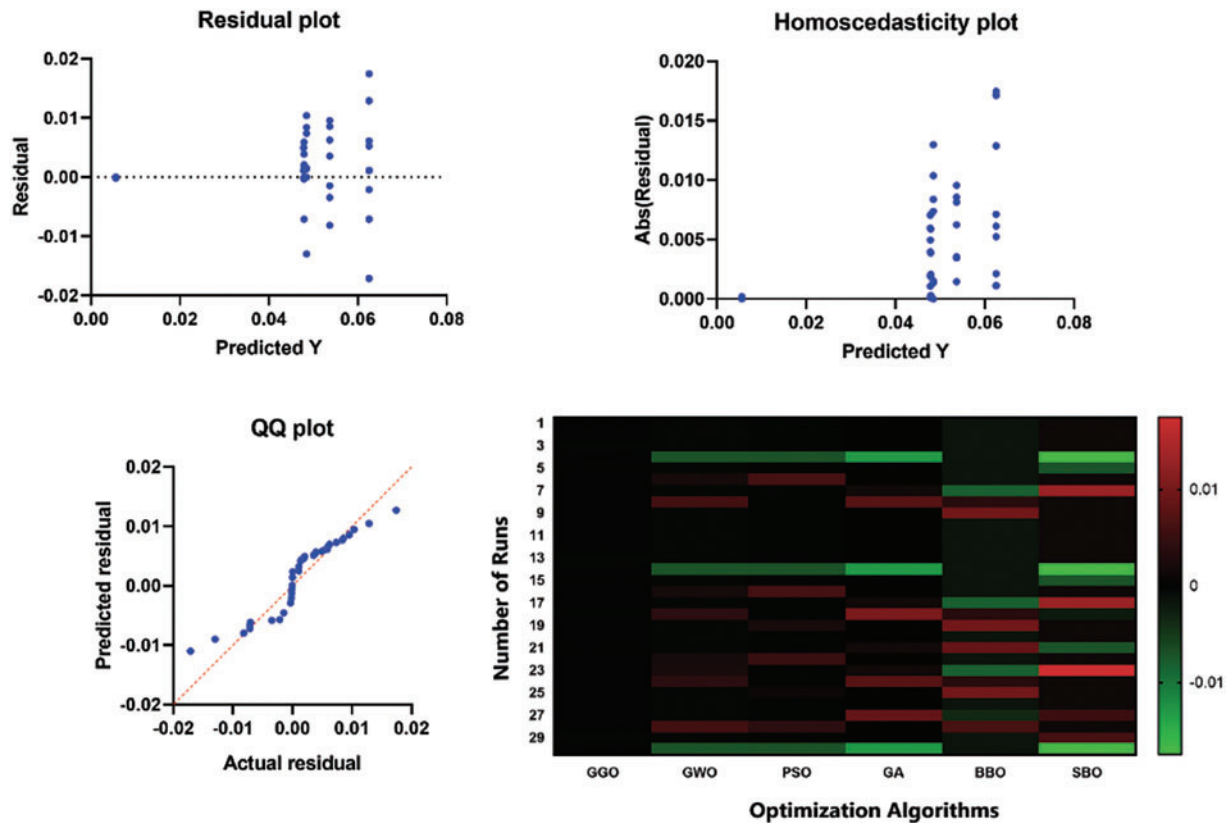 Residual plot
0.02
0.01
0.00
-0.01
-0.02
Residual
0.00 0.02 0.04 0.06 0.08
Predicted Y
Homoscedasticity plot
0.020
0.015
0.010
0.005
0.000
Abs(Residual)
0.00 0.02 0.04 0.06 0.08
Predicted Y
QQ plot
0.02
0.01
0.00
-0.01
-0.02
Predicted residual
-0.02 -0.01 0.00 0.01 0.02
Actual residual
1
3
5
7
9
11
13
15
17
19
21
23
25
27
29
Number of Runs
GGO GWO PSO GA BBO SBO
Optimization Algorithms
0.01
0
-0.01